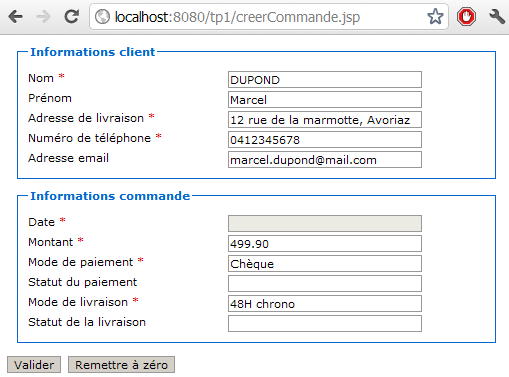 localhost:8080/tp1/creerCommande.jsp
Informations client
Nom * DUPOND
Prénom Marcel
Adresse de livraison * 12 rue de la marmotte, Avoriaz
Numéro de téléphone * 0412345678
Adresse email marcel.dupond@mail.com
Informations commande
Date *
Montant * 499.90
Mode de paiement * Chèque
Statut du paiement
Mode de livraison * 48H chrono
Statut de la livraison
Valider Remettre à zéro